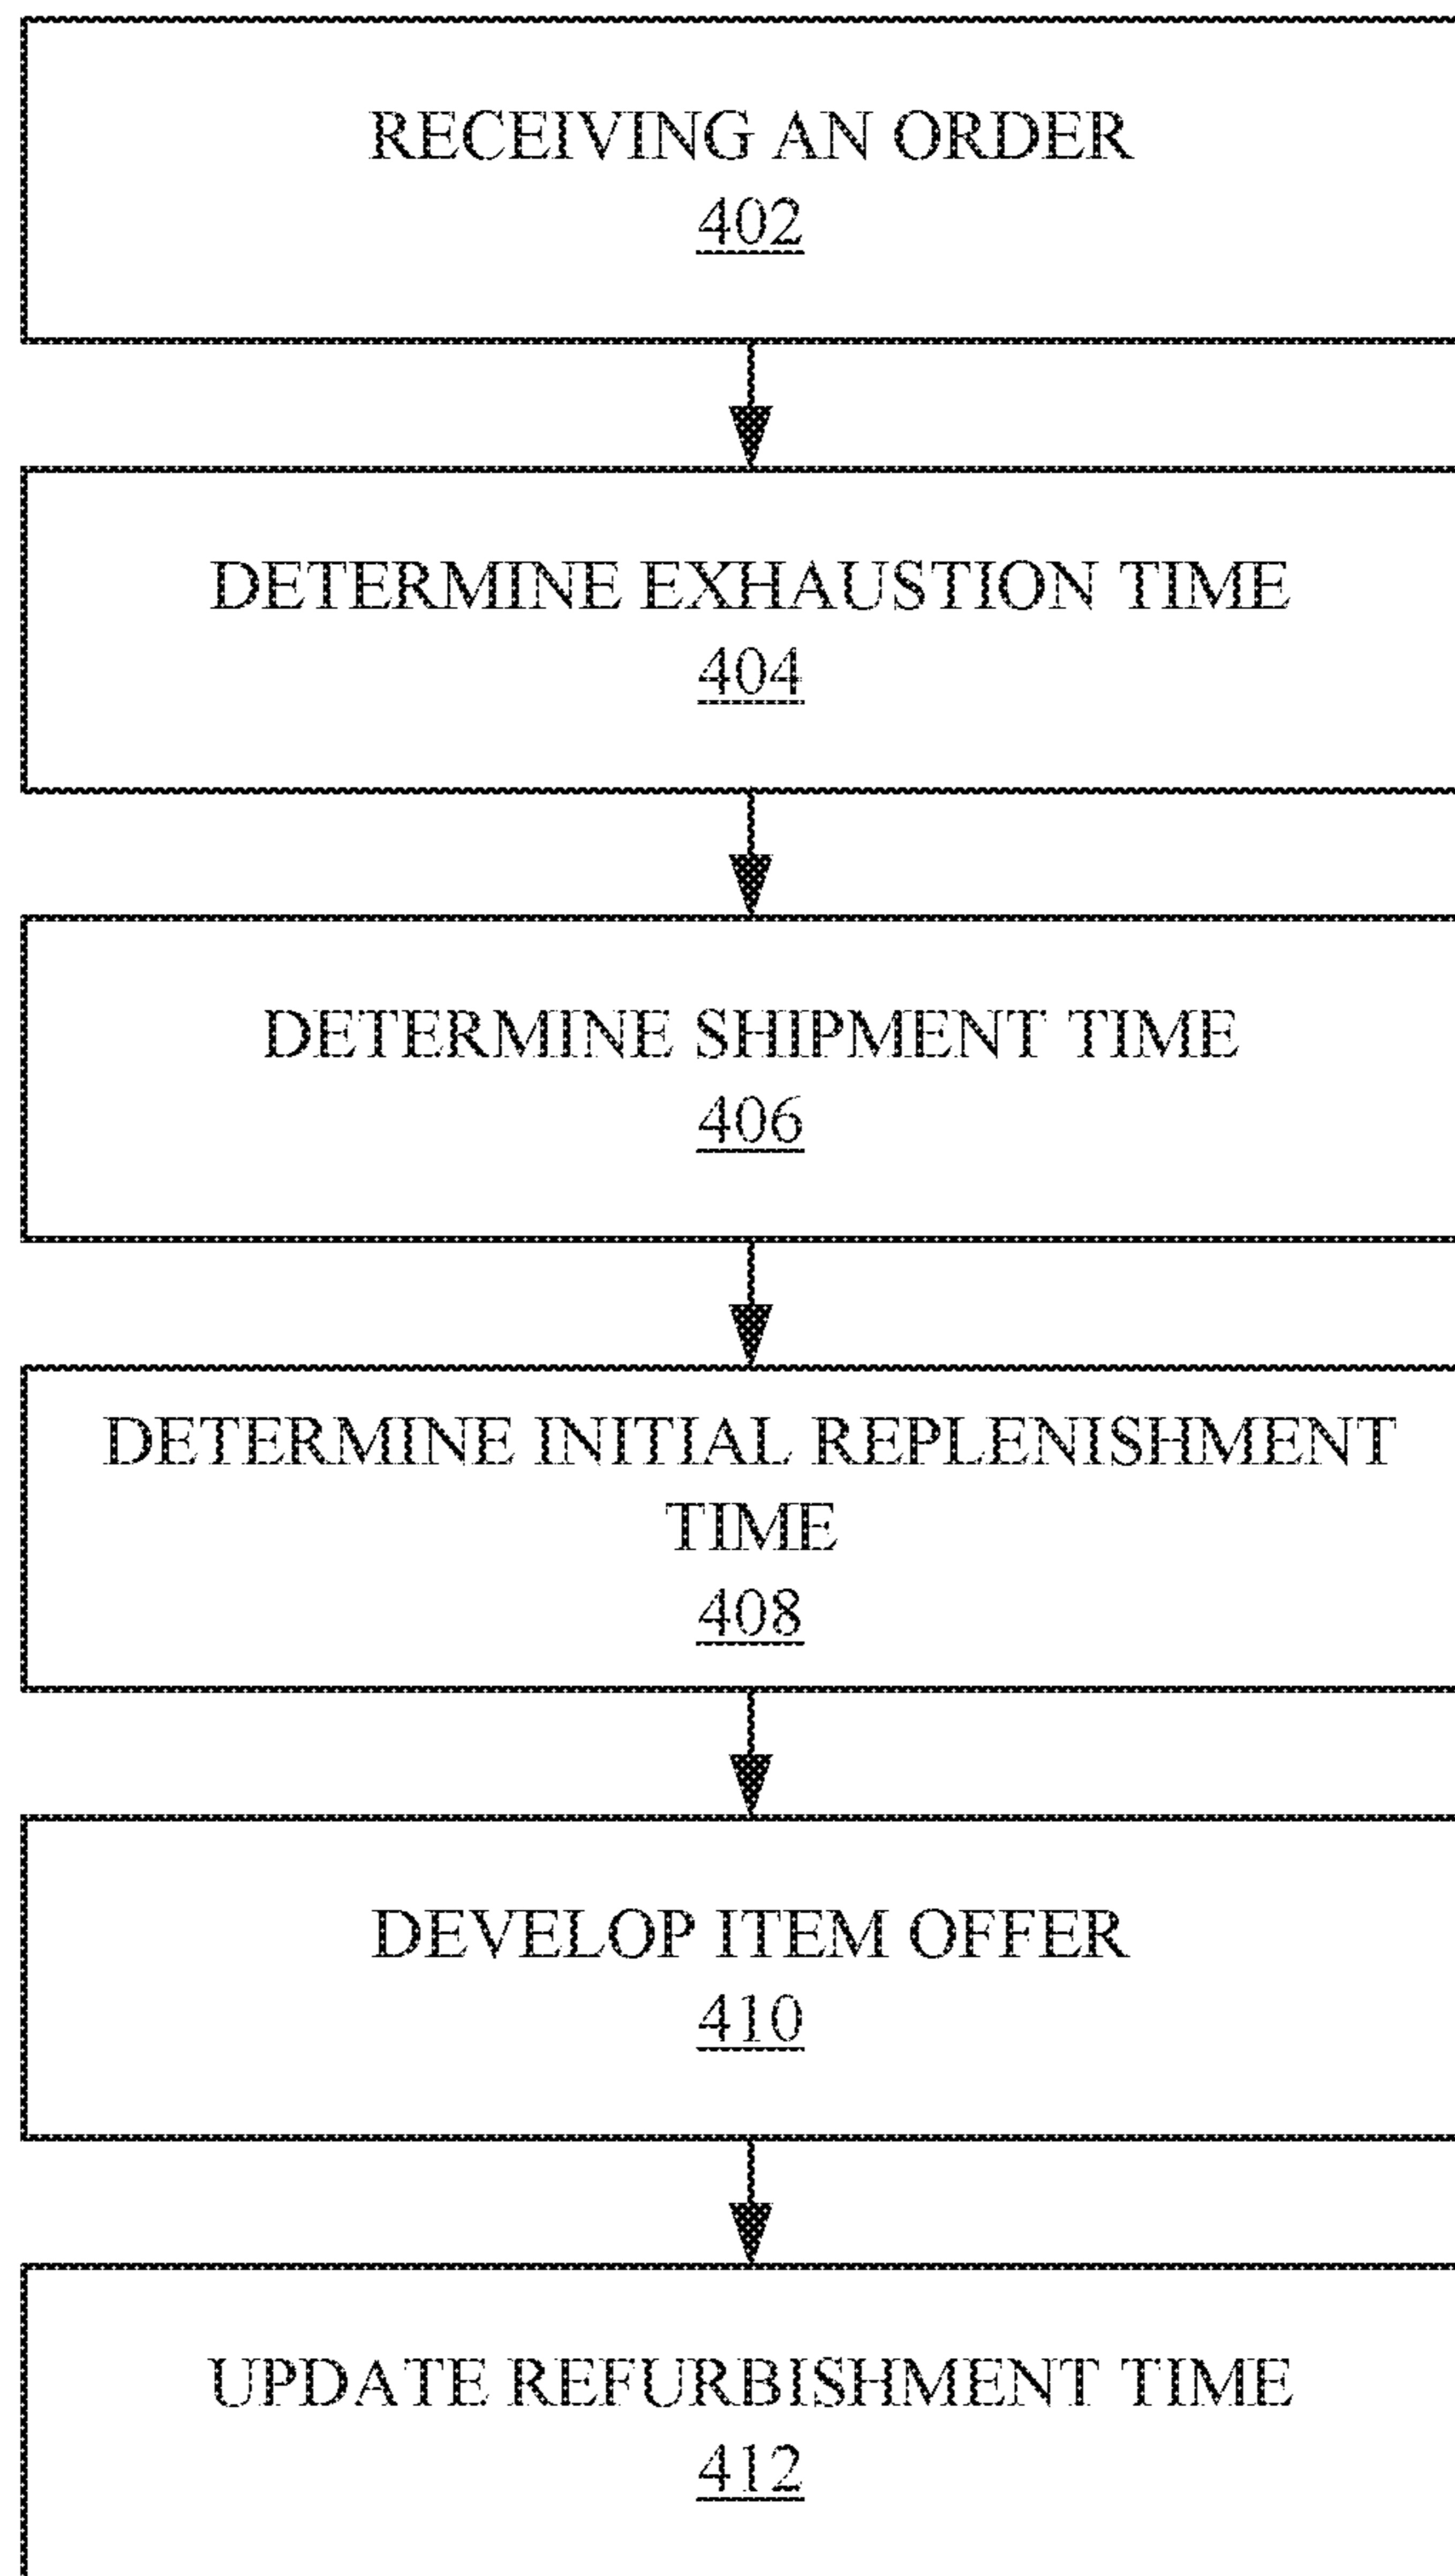 RECEIVING AN ORDER
402
DETERMINE EXHAUSTION TIME
404
DETERMINE SHIPMENT TIME
406
DETERMINE INITIAL REPLENISHMENT
TIME
408
DEVELOP ITEM OFFER
410
UPDATE REFURBISHMENT TIME
412